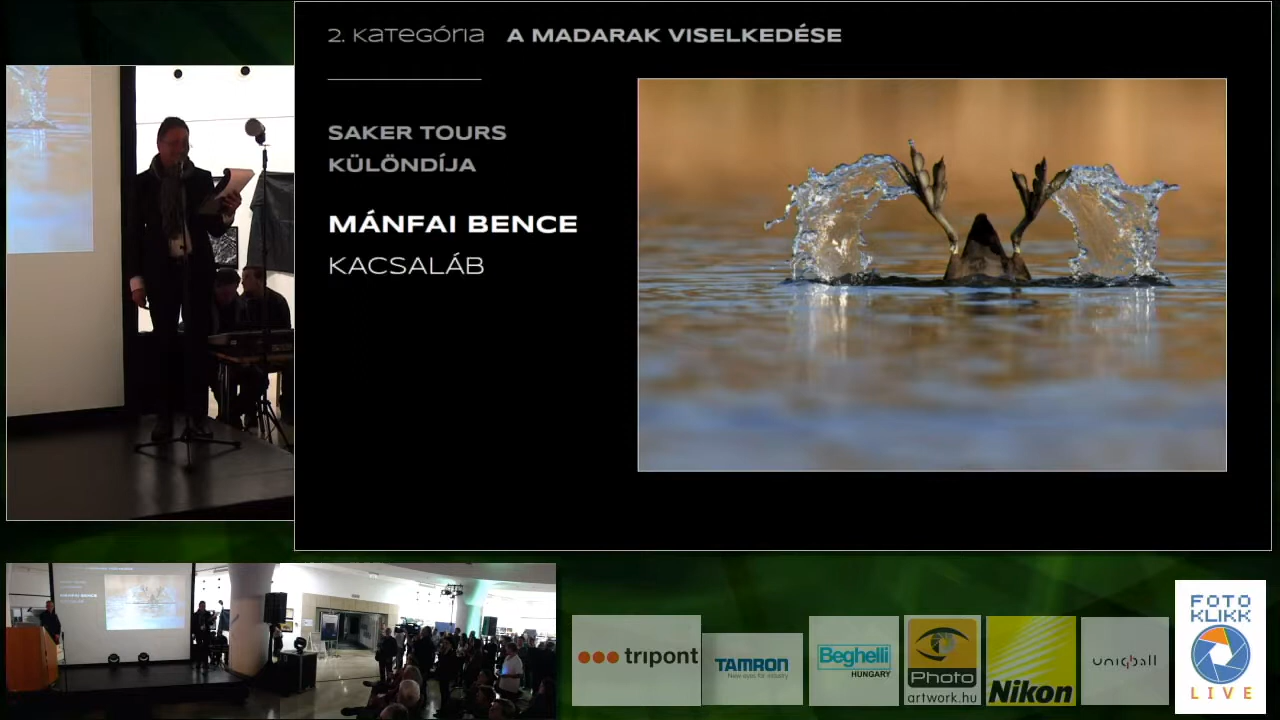 2. KATEGÓRIA A MADARAK VISELKEDÉSE
SAKER TOURS
KÜLÖNDÍJA
MÁNFAI BENCE
KACSALÁB
tripont
TAMRON
New eyes for industry
Beghelli
HUNGARY
Photo
artwork.hu
Nikon
uniqball
FOTO
KLIKK
LIVE